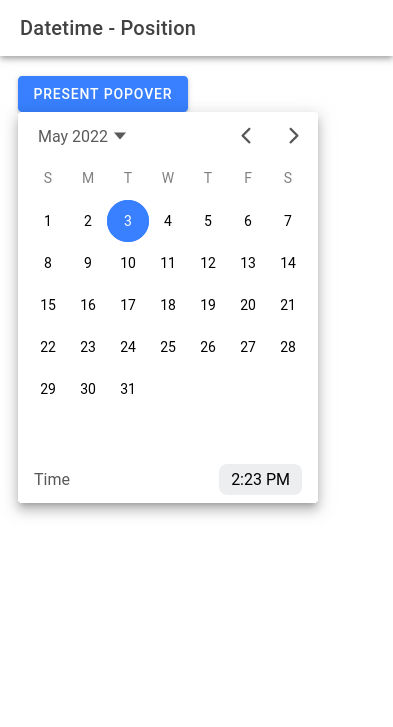 Datetime - Position
PRESENT POPOVER
May 2022
S M T W T F S
1 2 3 4 5 6 7
8 9 10 11 12 13 14
15 16 17 18 19 20 21
22 23 24 25 26 27 28
29 30 31
Time 2:23 PM